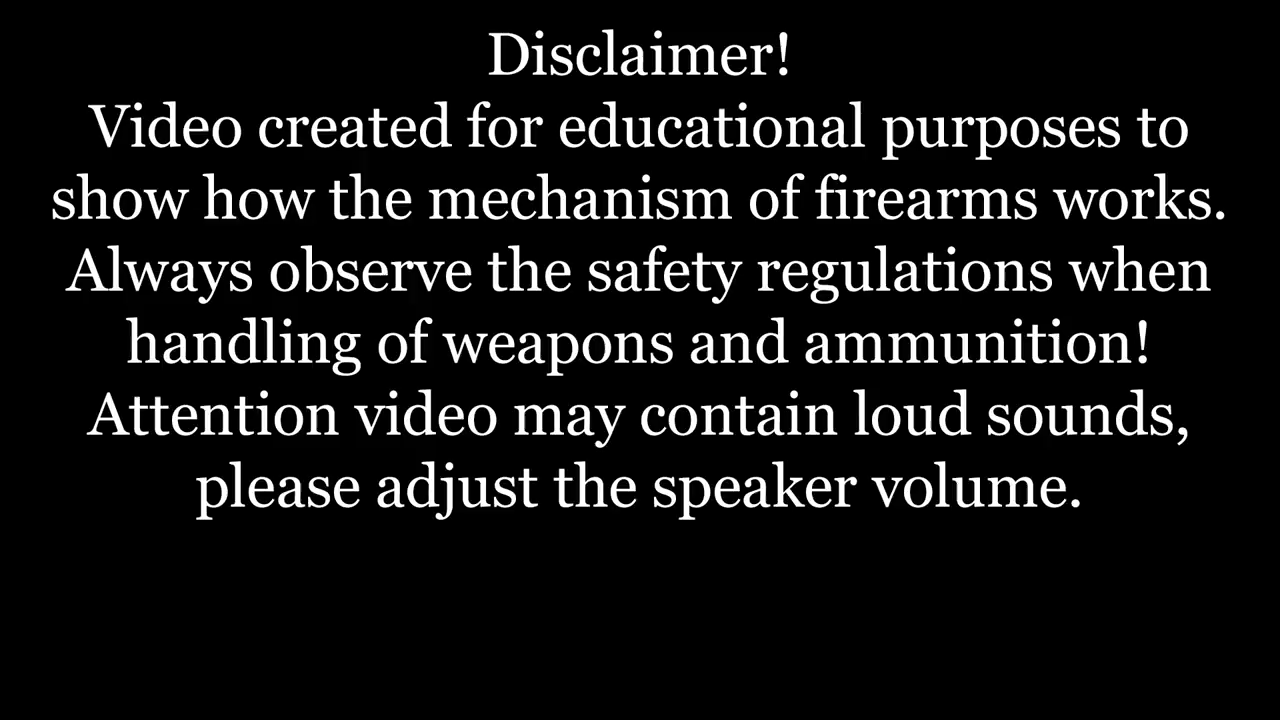 Disclaimer!
Video created for educational purposes to
show how the mechanism of firearms works.
Always observe the safety regulations when
handling of weapons and ammunition!
Attention video may contain loud sounds,
please adjust the speaker volume.